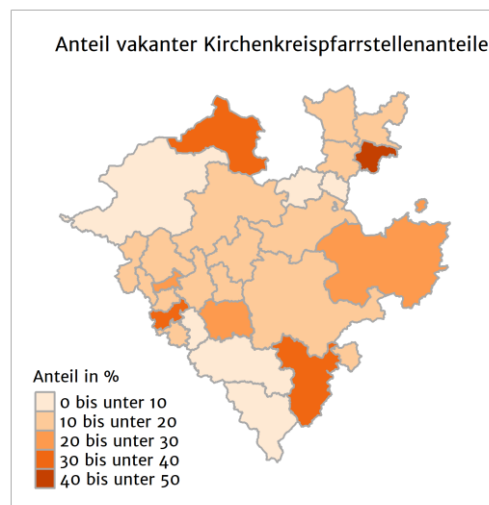 Anteil vakanter Kirchenkreispfarrstellenanteile
Anteil in %
0 bis unter 10
10 bis unter 20
20 bis unter 30
30 bis unter 40
40 bis unter 50